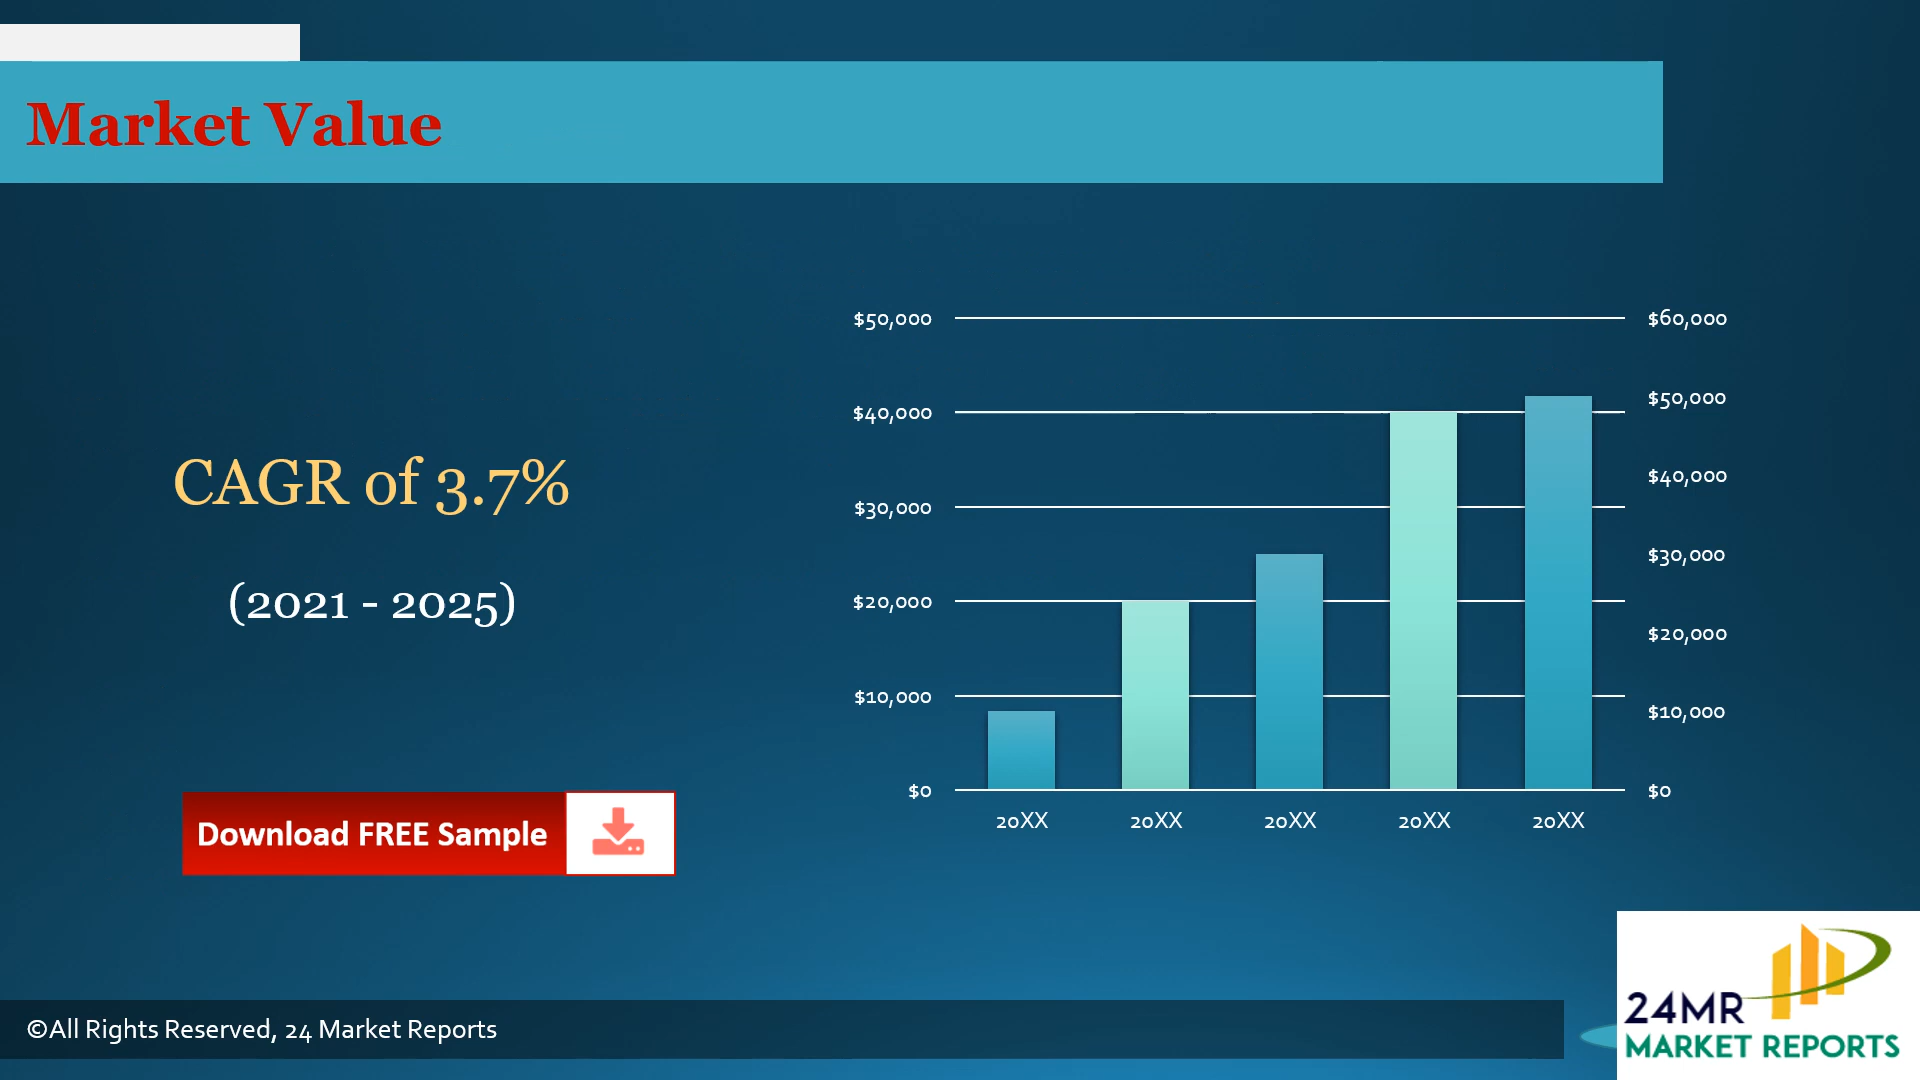 Market Value
CAGR of 3.7%
(2021 - 2025)
Download FREE Sample
$50,000
$40,000
$30,000
$20,000
$10,000
$0
$60,000
$50,000
$40,000
$30,000
$20,000
$10,000
$0
20XX 20XX 20XX 20XX 20XX
©All Rights Reserved, 24 Market Reports
24MR
MARKET REPORTS